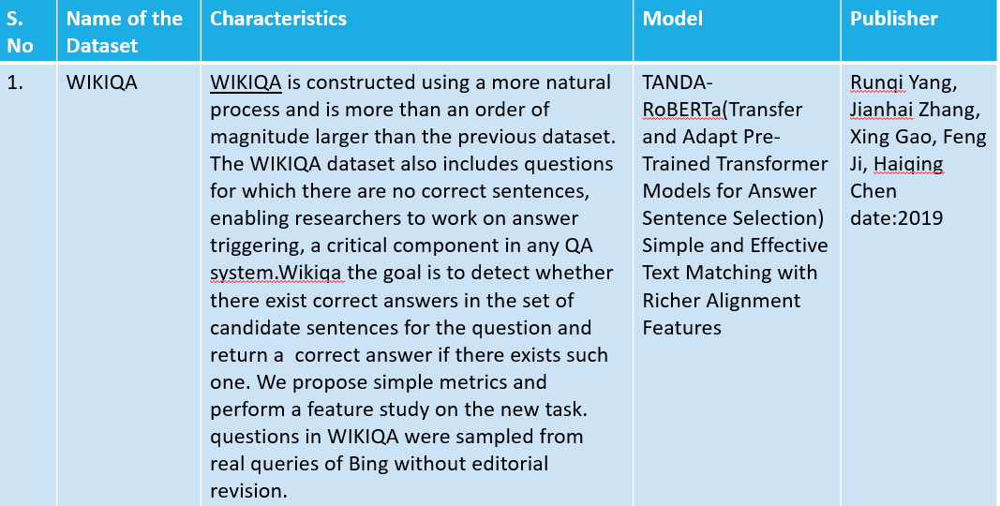 S. No
Name of the Dataset
Characteristics
Model
Publisher
1.
WIKIQA
WIKIQA is constructed using a more natural
process and is more than an order of
magnitude larger than the previous dataset.
The WIKIQA dataset also includes questions
for which there are no correct sentences,
enabling researchers to work on answer
triggering, a critical component in any QA
system.Wikiqa the goal is to detect whether
there exist correct answers in the set of
candidate sentences for the question and
return a  correct answer if there exists such
one. We propose simple metrics and
perform a feature study on the new task.
questions in WIKIQA were sampled from
real queries of Bing without editorial
revision.
TANDA-
RoBERTa(Transfer
and Adapt Pre-
Trained Transformer
Models for Answer
Sentence Selection)
Simple and Effective
Text Matching with
Richer Alignment
Features
Runqi Yang,
Jianhai Zhang,
Xing Gao, Feng
Ji, Haiqing
Chen
date:2019